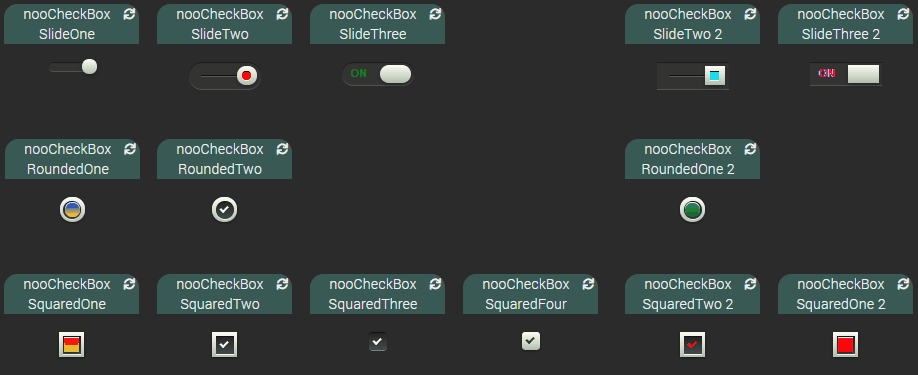 nooCheckBox
SlideOne
nooCheckBox
SlideTwo
nooCheckBox
SlideThree
nooCheckBox
SlideTwo 2
nooCheckBox
SlideThree 2
ON
ON
nooCheckBox
RoundedOne
nooCheckBox
RoundedTwo
nooCheckBox
RoundedOne 2
nooCheckBox
SquaredOne
nooCheckBox
SquaredTwo
nooCheckBox
SquaredThree
nooCheckBox
SquaredFour
nooCheckBox
SquaredTwo 2
nooCheckBox
SquaredOne 2